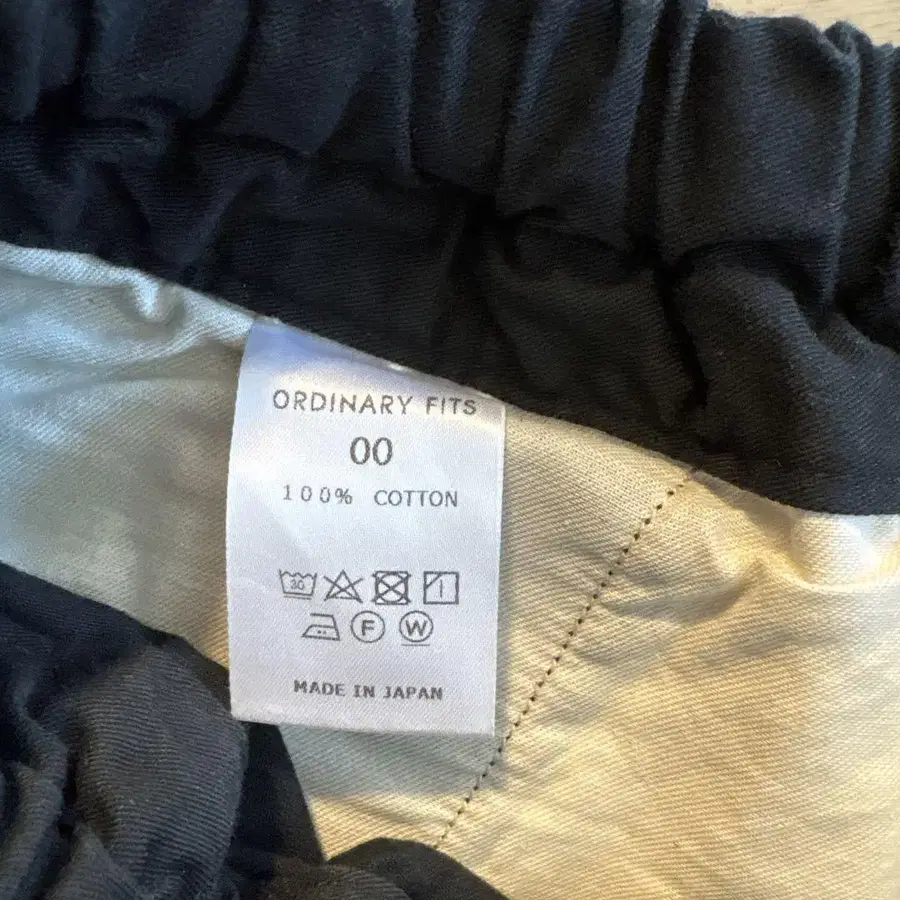 ORDINARY FITS
00
100% COTTON
30
F W
MADE IN JAPAN